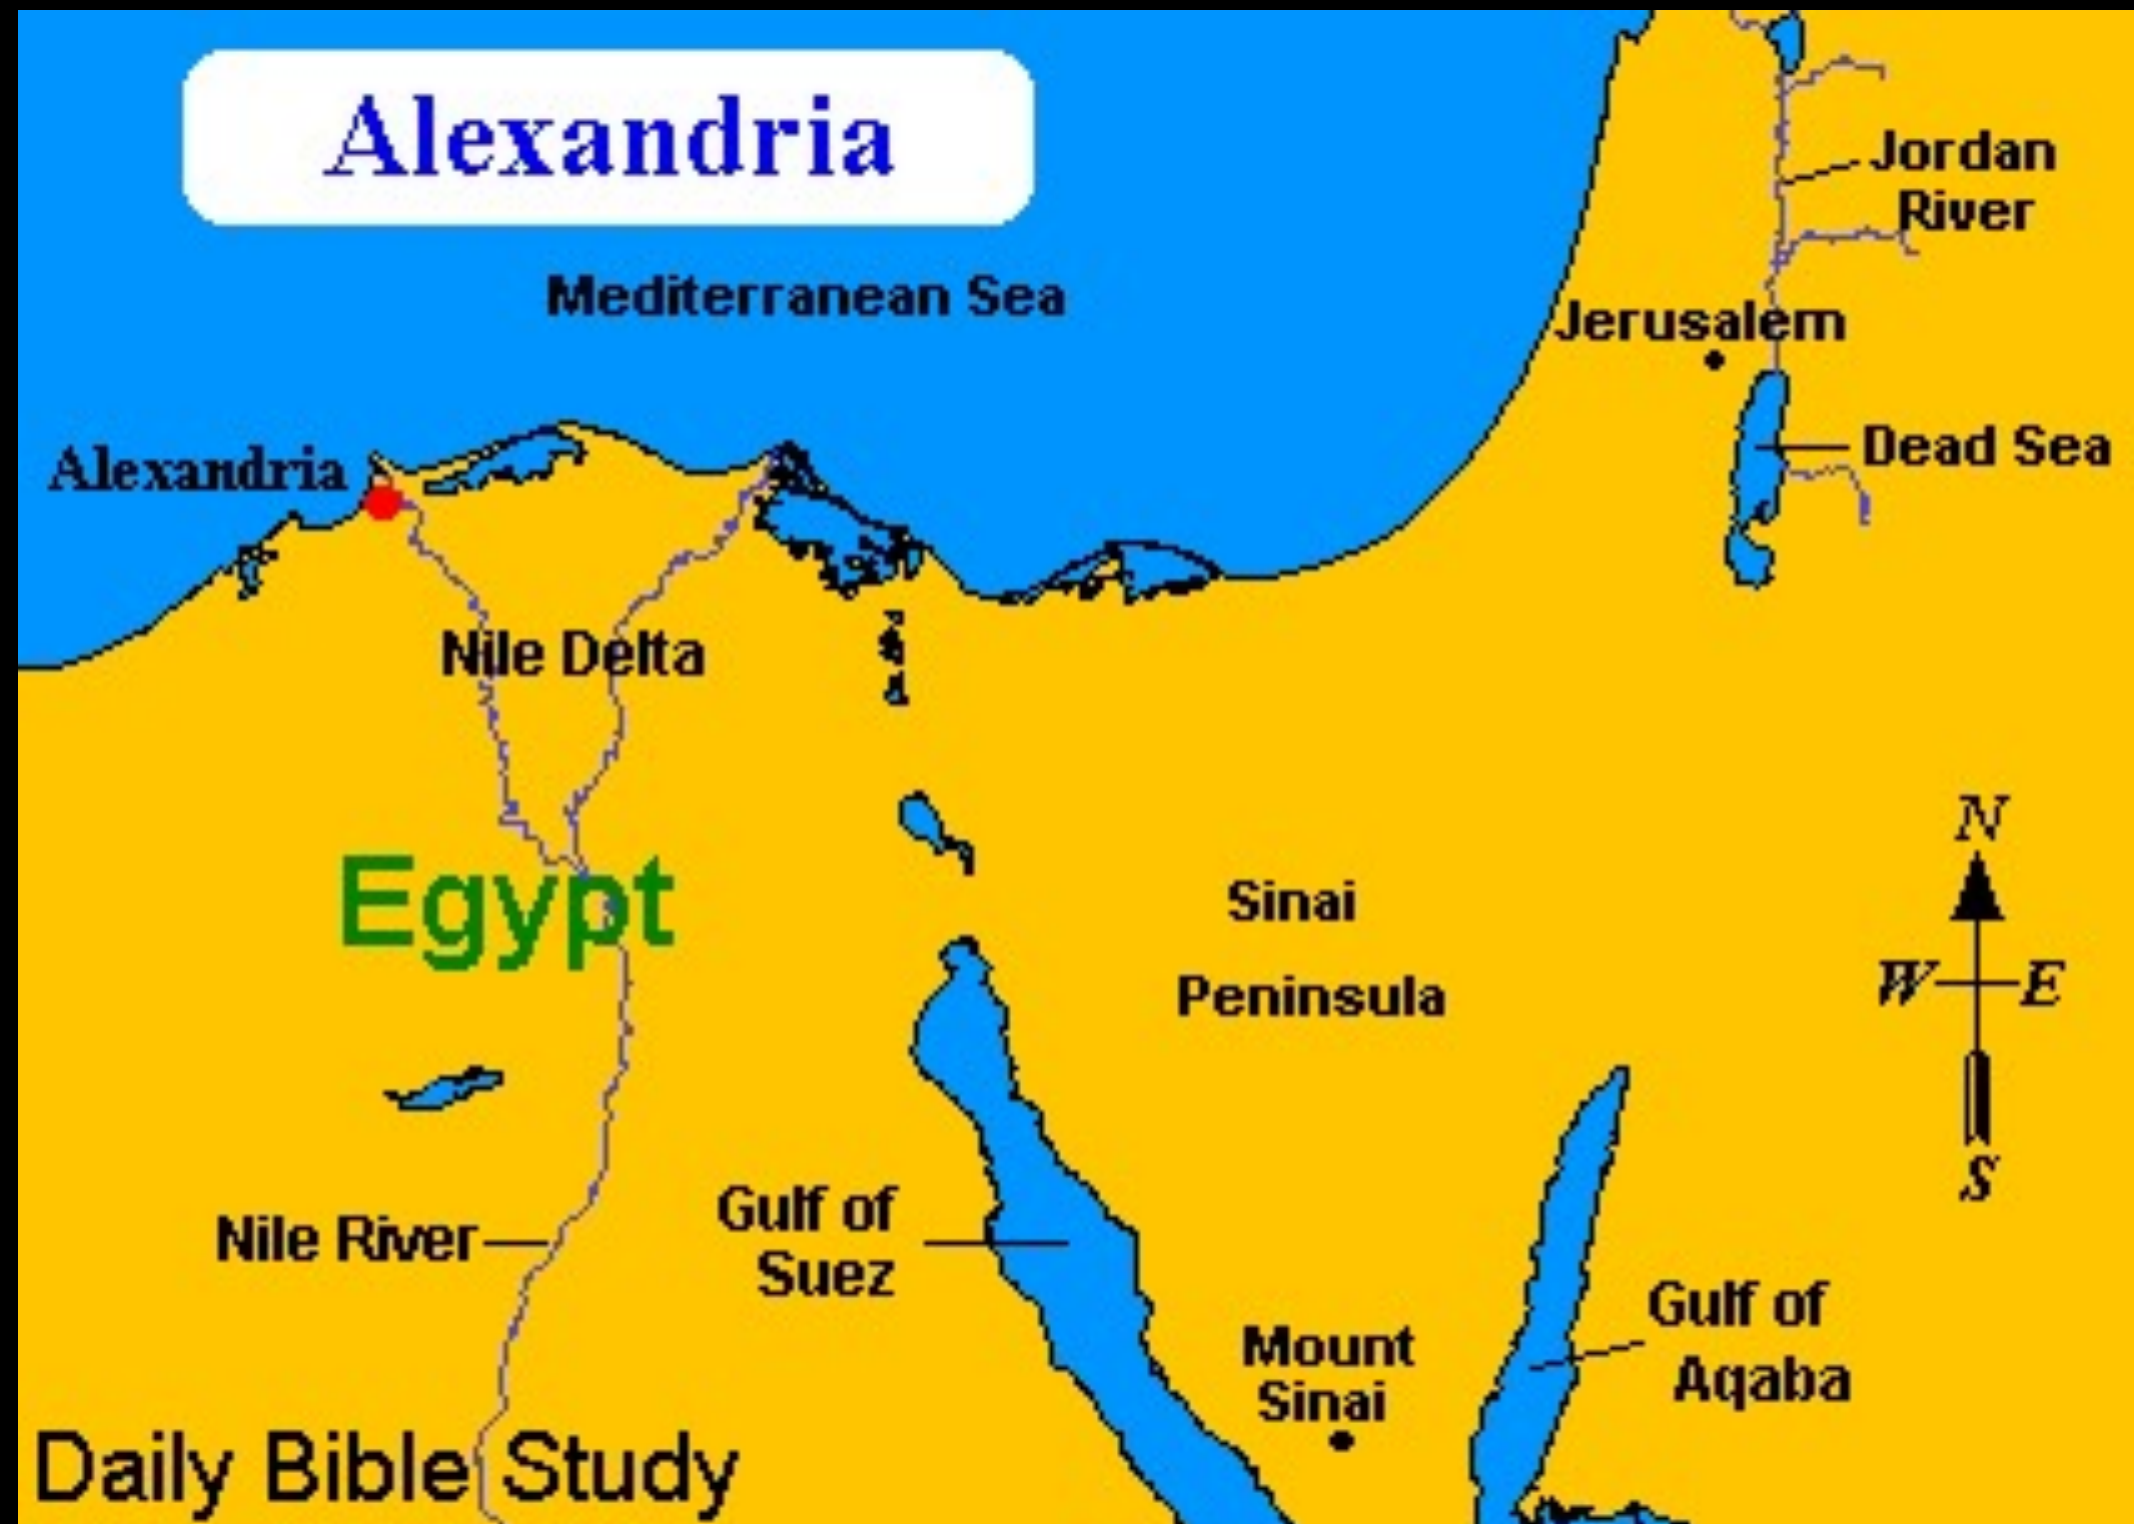 Alexandria
Jordan
River
Mediterranean Sea
Jerusalem
Alexandria
Dead Sea
Nile Delta
N
Egypt
Sinai
W E
Peninsula
S
Gulf of
Suez
Nile River
Gulf of
Aqaba
Mount
Sinai
Daily Bible Study